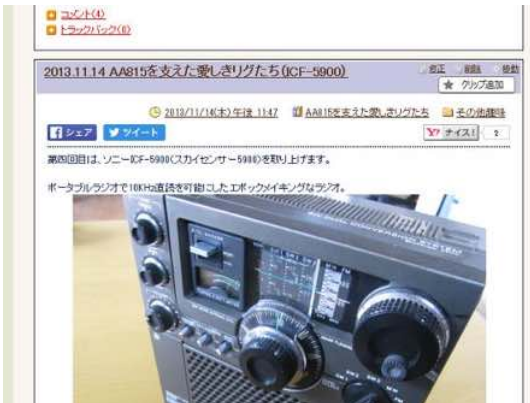 コメント(4)
トラックバック(0)
2013.11.14 AA815を支えた愛しきリグたち(ICF-5900)
修正 削除 移動
クリップ追加
2013/11/14(木) 午後 11:47 AA815を支えた愛しきリグたち その他趣味
シェア ツイート Y! ナイス! 2
第四回目は、ソニーICF-5900(スカイセンサー5900)を取り上げます。
ポータブルラジオで10KHz直読を可能にしたエポックメイキングなラジオ。